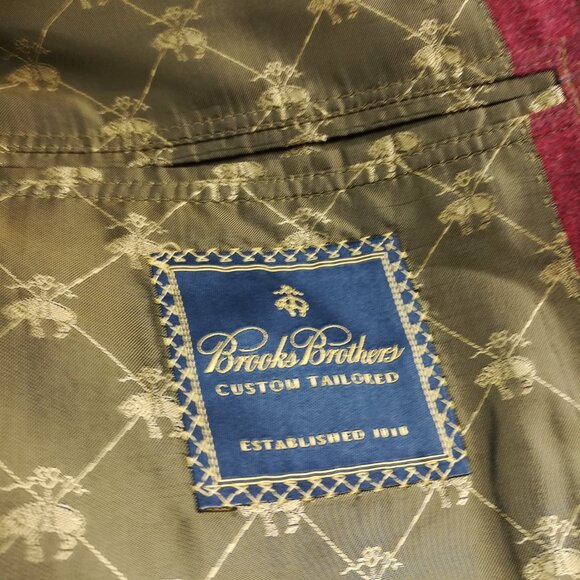 Brooks Brothers
CUSTOM TAILORED
ESTABLISHED 1818